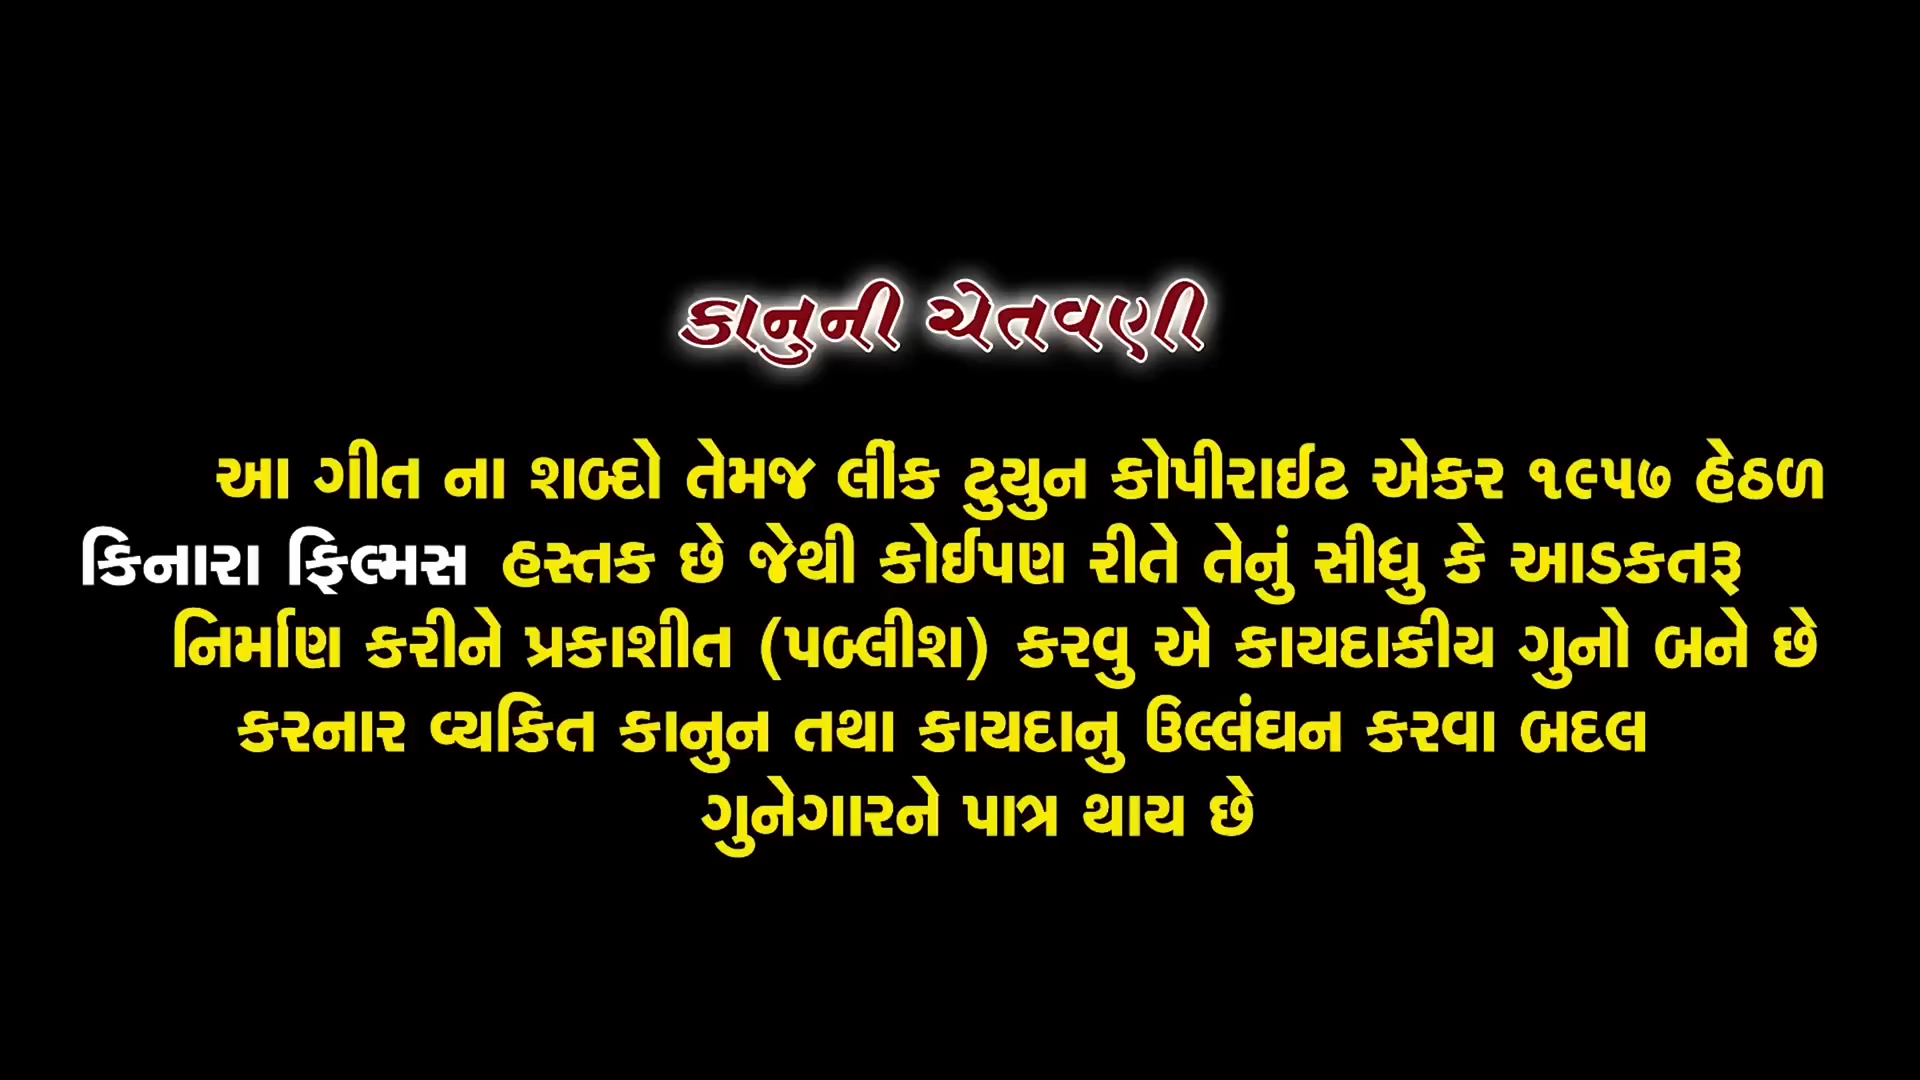 કાનુની ચેતવણી
આ ગીત ના શબ્દો તેમજ લીંક ટ્રુયુન કોપીરાઈટ એકર ૧૯૫૭ હેઠળ
કિનારા ફિલ્મસ હસ્તક છે જેથી કોઈપણ રીતે તેનું સીધુ કે આડકતરૂ
નિર્માણ કરીને પ્રકાશીત (પબ્લીશ) કરવુ એ કાયદાકીય ગુનો બને છે
કરનાર વ્યકિત કાનુન તથા કાયદાનુ ઉલ્લંઘન કરવા બદલ
ગુનેગારને પાત્ર થાય છે